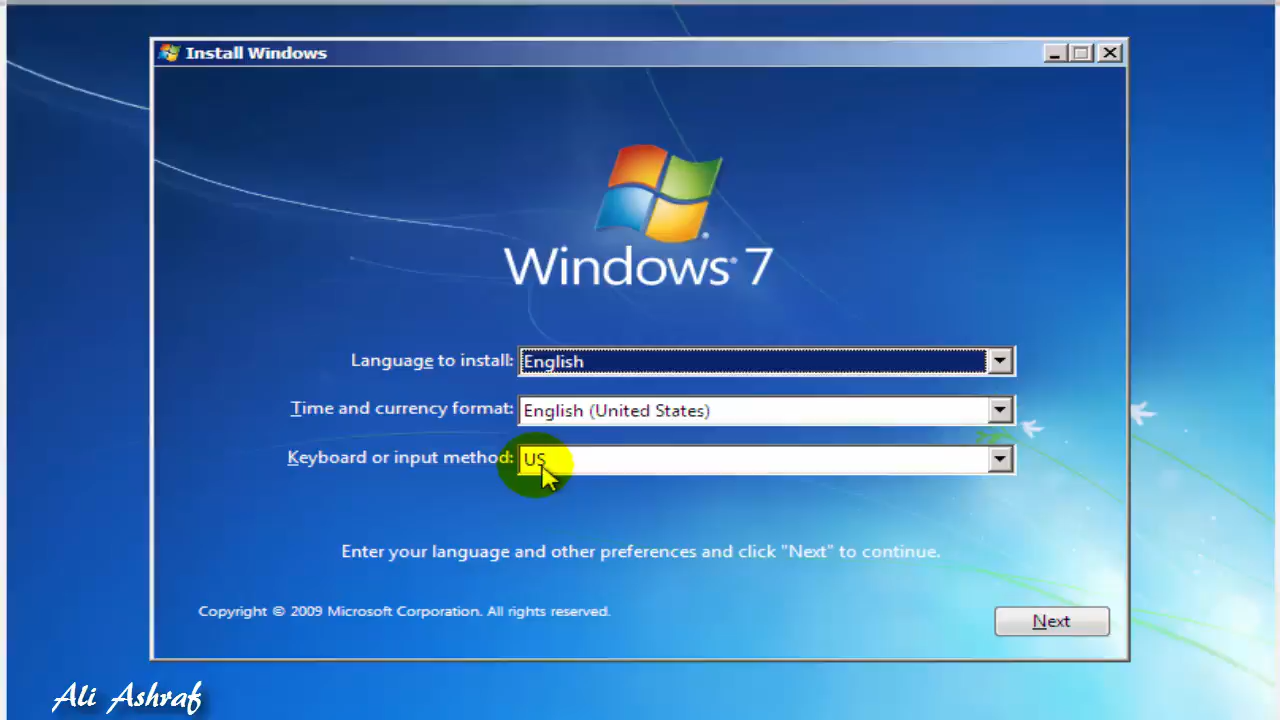 Install Windows
Windows® 7
Language to install: English
Time and currency format: English (United States)
Keyboard or input method: US
Enter your language and other preferences and click "Next" to continue.
Copyright © 2009 Microsoft Corporation. All rights reserved.
Next
Ali Ashraf